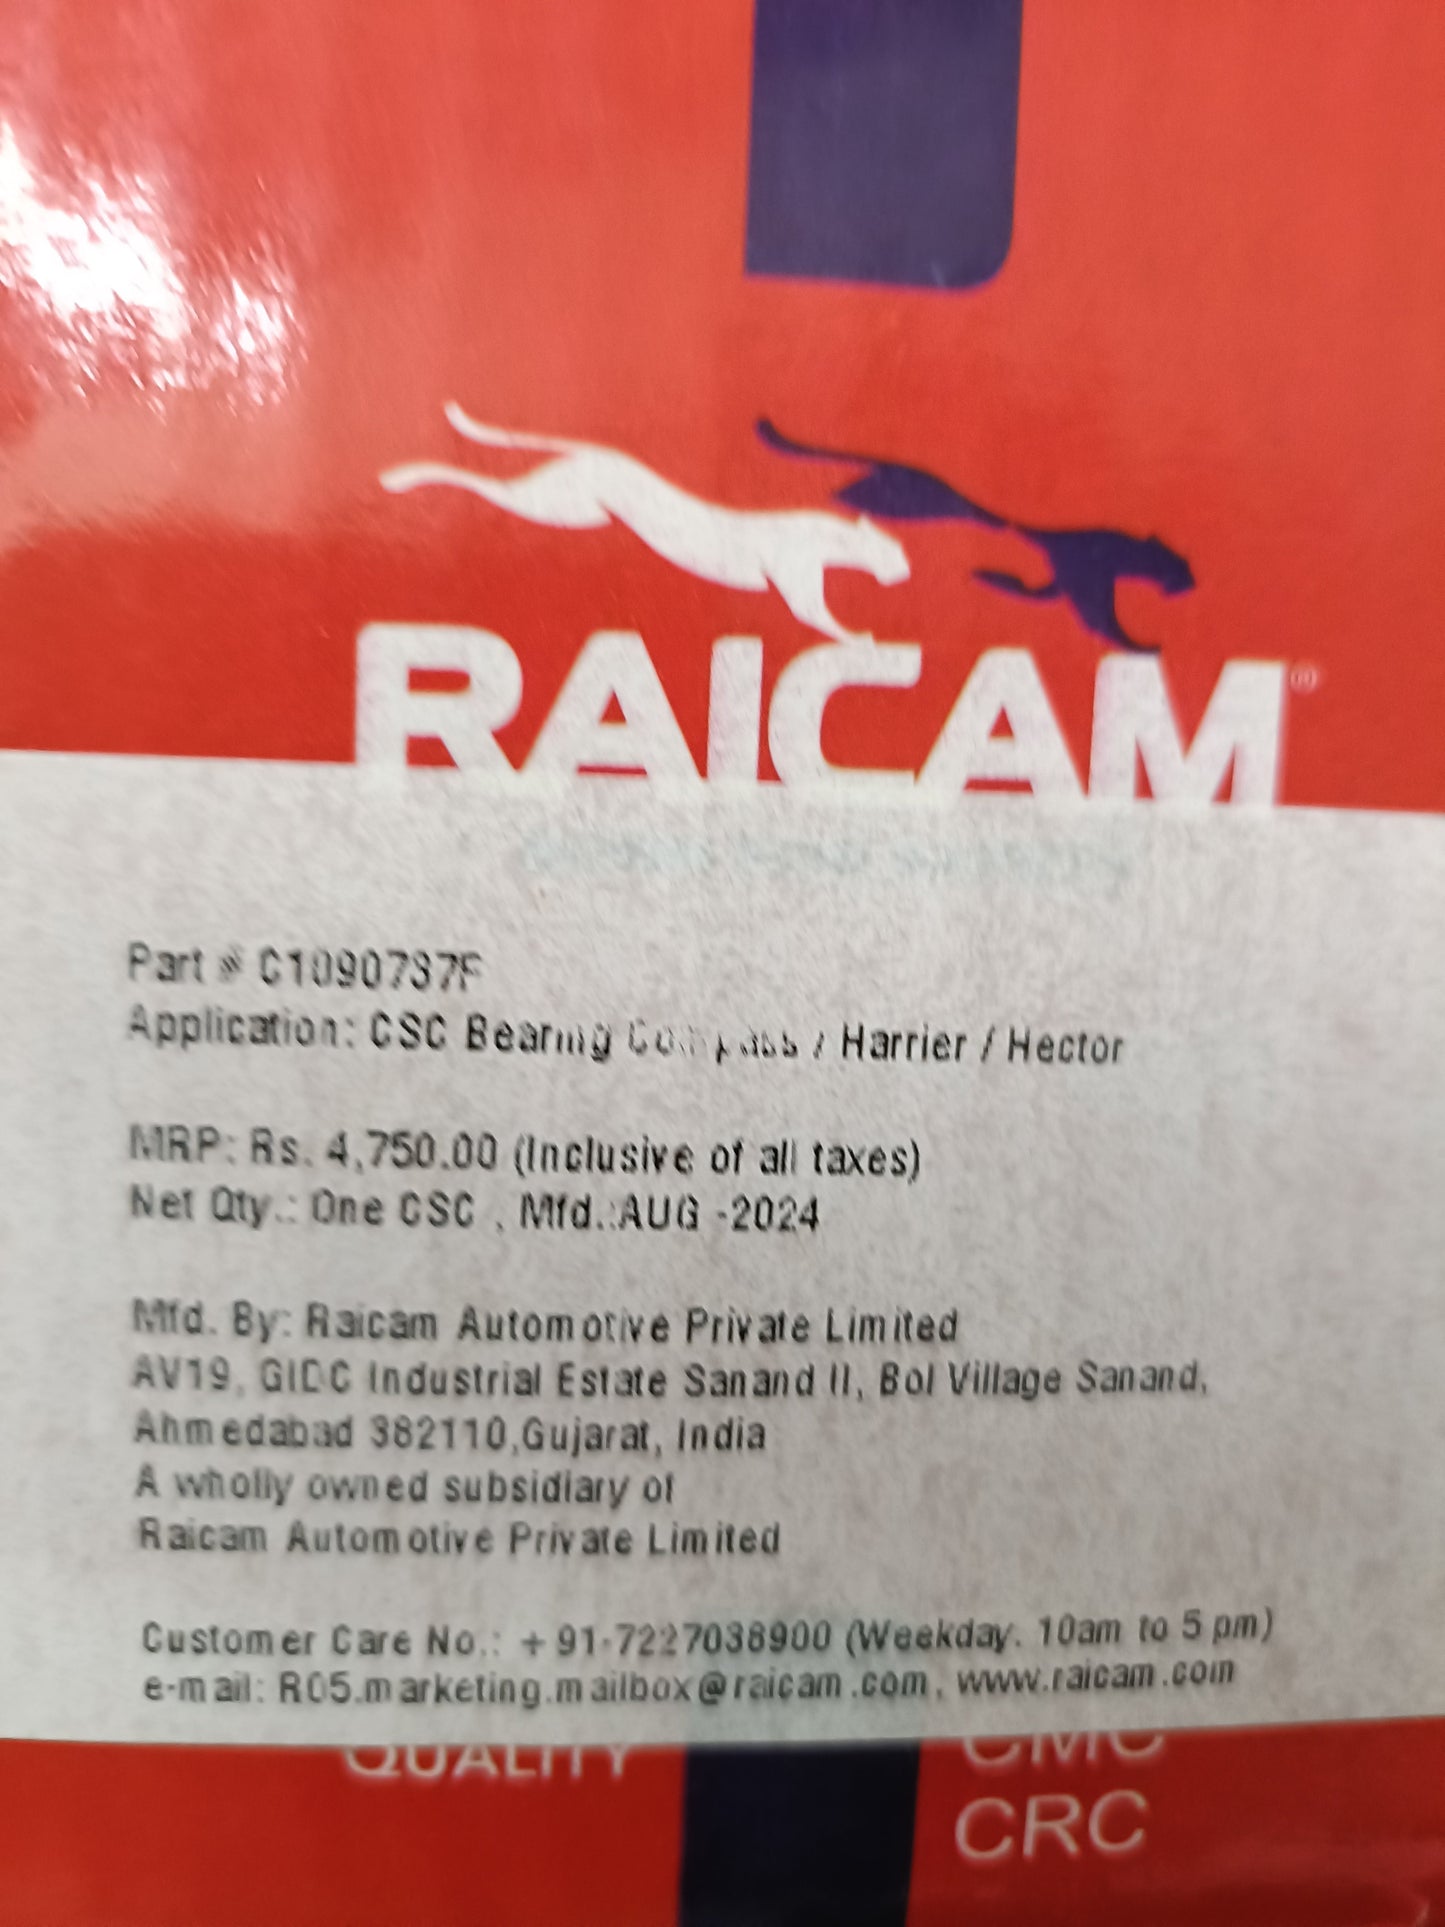 RAICAM
Part # C1090737F
Application: CSC Bearing Compass / Harrier / Hector
MRP: Rs. 4,750.00 (Inclusive of all taxes)
Net Qty.: One CSC , Mfd.:AUG -2024
Mfd. By: Raicam Automotive Private Limited
AV19, GIDC Industrial Estate Sanand II, Bol Village Sanand,
Ahmedabad 382110,Gujarat, India
A wholly owned subsidiary of
Raicam Automotive Private Limited
Customer Care No.: + 91-7227038900 (Weekday. 10am to 5 pm)
e-mail: R05.marketing.mailbox@raicam.com, www.raicam.com
QUALITY
CMC
CRC